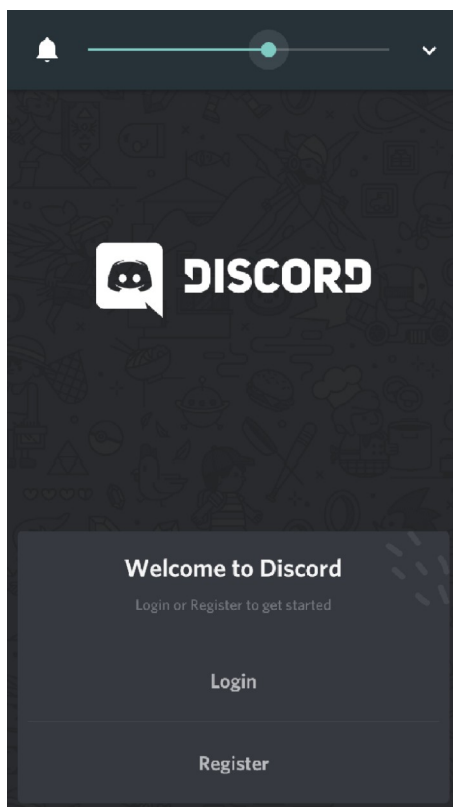 DISCORD
Welcome to Discord
Login or Register to get started
Login
Register